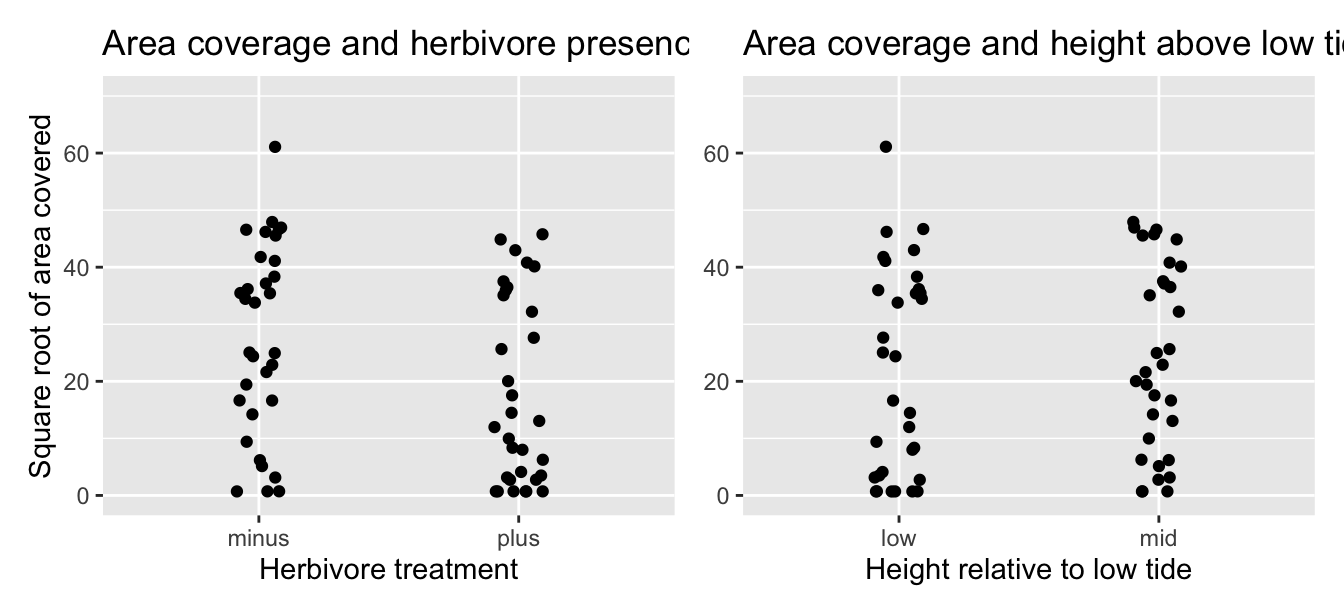 Area coverage and herbivore presenc
Square root of area covered
60
40
20
0
minus
plus
Herbivore treatment
Area coverage and height above low ti
60
40
20
0
low
mid
Height relative to low tide